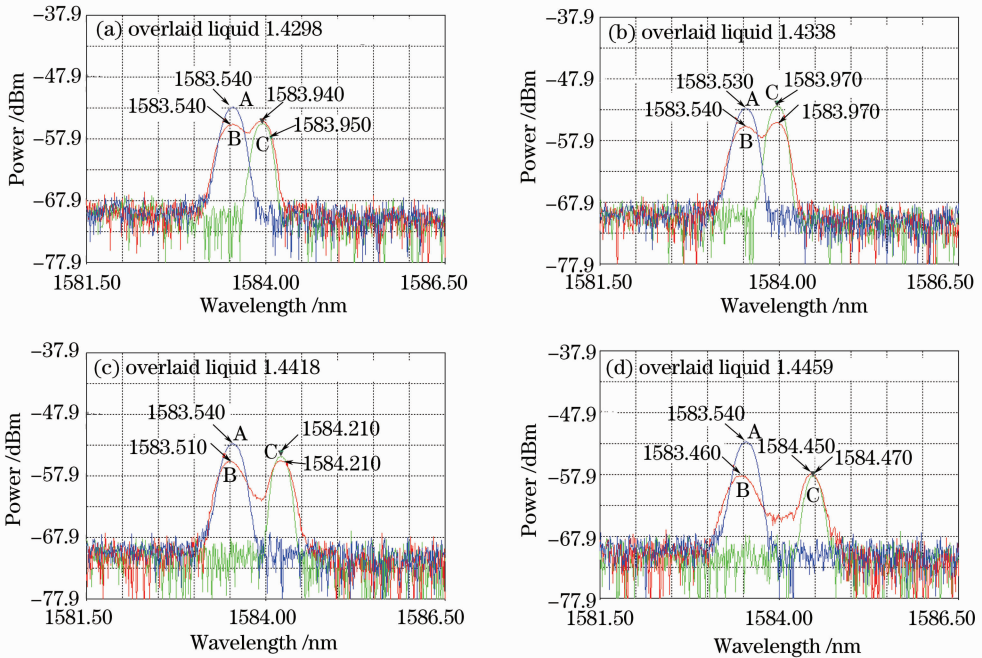 −37.9
(a) overlaid liquid 1.4298
−47.9
1583.540
A
1583.940
1583.540
1583.950
B
C
−57.9
−67.9
−77.9
1581.50
1584.00
1586.50
Wavelength /nm
Power /dBm
−37.9
(b) overlaid liquid 1.4338
−47.9
1583.530
A
C
1583.970
1583.540
1583.970
B
−57.9
−67.9
−77.9
1581.50
1584.00
1586.50
Wavelength /nm
Power /dBm
−37.9
(c) overlaid liquid 1.4418
−47.9
1583.540
A
1583.510
C
1584.210
1584.210
B
−57.9
−67.9
−77.9
1581.50
1584.00
1586.50
Wavelength /nm
Power /dBm
−37.9
(d) overlaid liquid 1.4459
−47.9
1583.540
A
1583.460
1584.450
1584.470
B
C
−57.9
−67.9
−77.9
1581.50
1584.00
1586.50
Wavelength /nm
Power /dBm